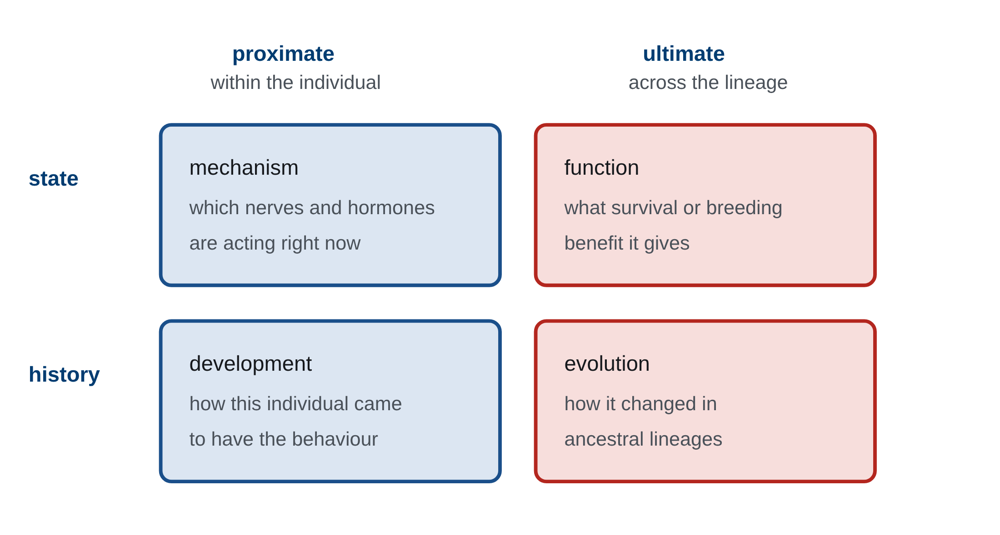 proximate
ultimate
within the individual
across the lineage
state
mechanism
which nerves and hormones
are acting right now
function
what survival or breeding
benefit it gives
history
development
how this individual came
to have the behaviour
evolution
how it changed in
ancestral lineages